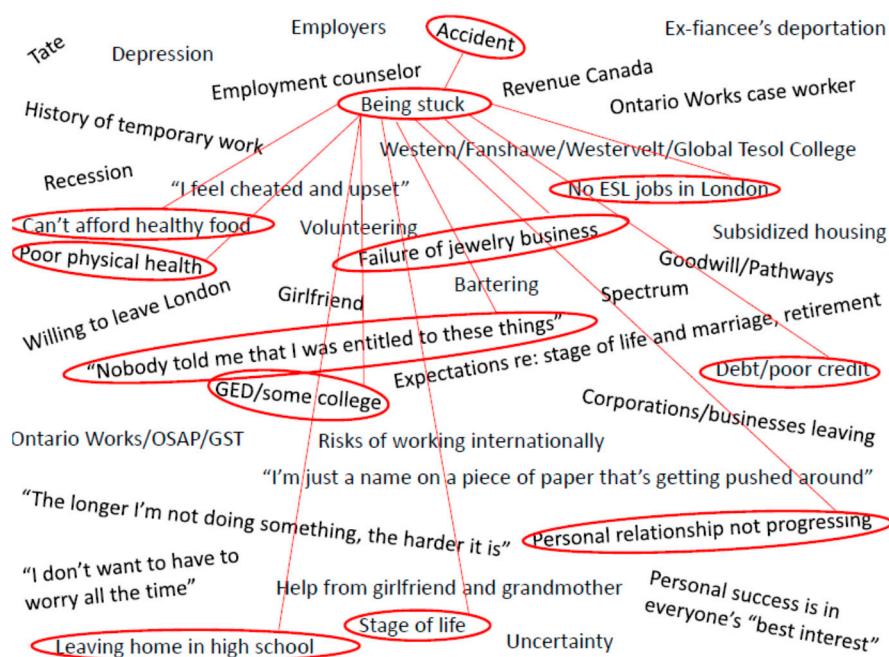 Employers
Accident
Ex-fiancee's deportation
Tate
Depression
Employment counselor
Revenue Canada
Being stuck
Ontario Works case worker
History of temporary work
Western/Fanshawe/Westervelt/Global Tesol College
Recession
"I feel cheated and upset"
No ESL jobs in London
Can't afford healthy food
Volunteering
Failure of jewelry business
Subsidized housing
Poor physical health
Goodwill/Pathways
Willing to leave London
Girlfriend
Bartering
Spectrum
"Nobody told me that I was entitled to these things"
Expectations re: stage of life and marriage, retirement
Debt/poor credit
GED/some college
Corporations/businesses leaving
Ontario Works/OSAP/GST
Risks of working internationally
"I'm just a name on a piece of paper that's getting pushed around"
"The longer I'm not doing something, the harder it is"
Personal relationship not progressing
"I don't want to have to
worry all the time"
Help from girlfriend and grandmother
Personal success is in
everyone's "best interest"
Leaving home in high school
Stage of life
Uncertainty